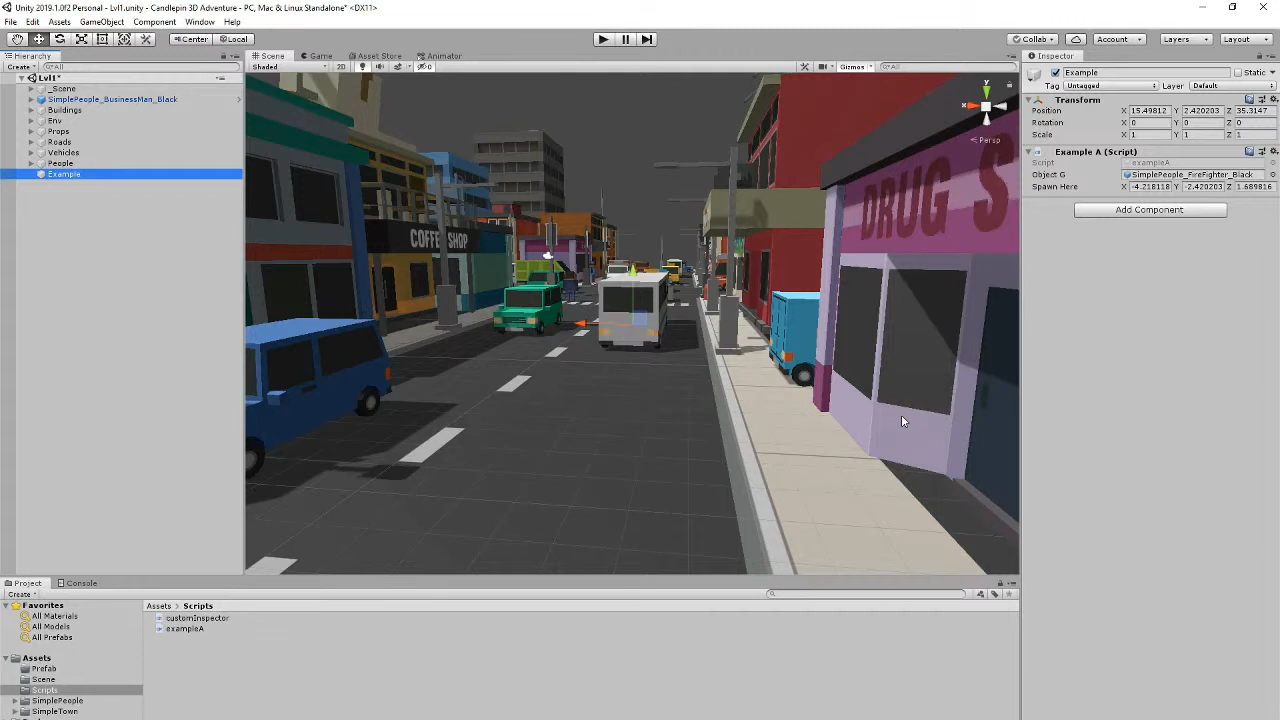 Unity 2019.1.0f2 - Lvl1.unity - Candlepin 3D Adventure - PC, Mac & Linux Standalone* <DX11>
File Edit Assets GameObject Component Window Help
Center Local Collab Account Layers Layout
Hierarchy Scene Game Asset Store Animator Inspector
Create All Shaded 2D 0 Gizmos All
Example Static
Tag Untagged Layer Default
Lvl1*
_Scene
SimplePeople_BusinessMan_Black
Buildings
Env
Props
Roads
Vehicles
People
Example
Transform
Position X 15.49812 Y 2.420203 Z 35.3147
Rotation X 0 Y 0 Z 0
Scale X 1 Y 1 Z 1
Example A (Script)
Script exampleA
Object G SimplePeople_FireFighter_Black
Spawn Here X -4.218118 Y -2.420203 Z 1.689816
Add Component
y
x
Persp
COFFEE SHOP
DRUG S
Project Console
Create
Favorites
All Materials
All Models
All Prefabs
Assets
Prefab
Scene
Scripts
SimplePeople
SimpleTown
Assets Scripts
customInspector
exampleA